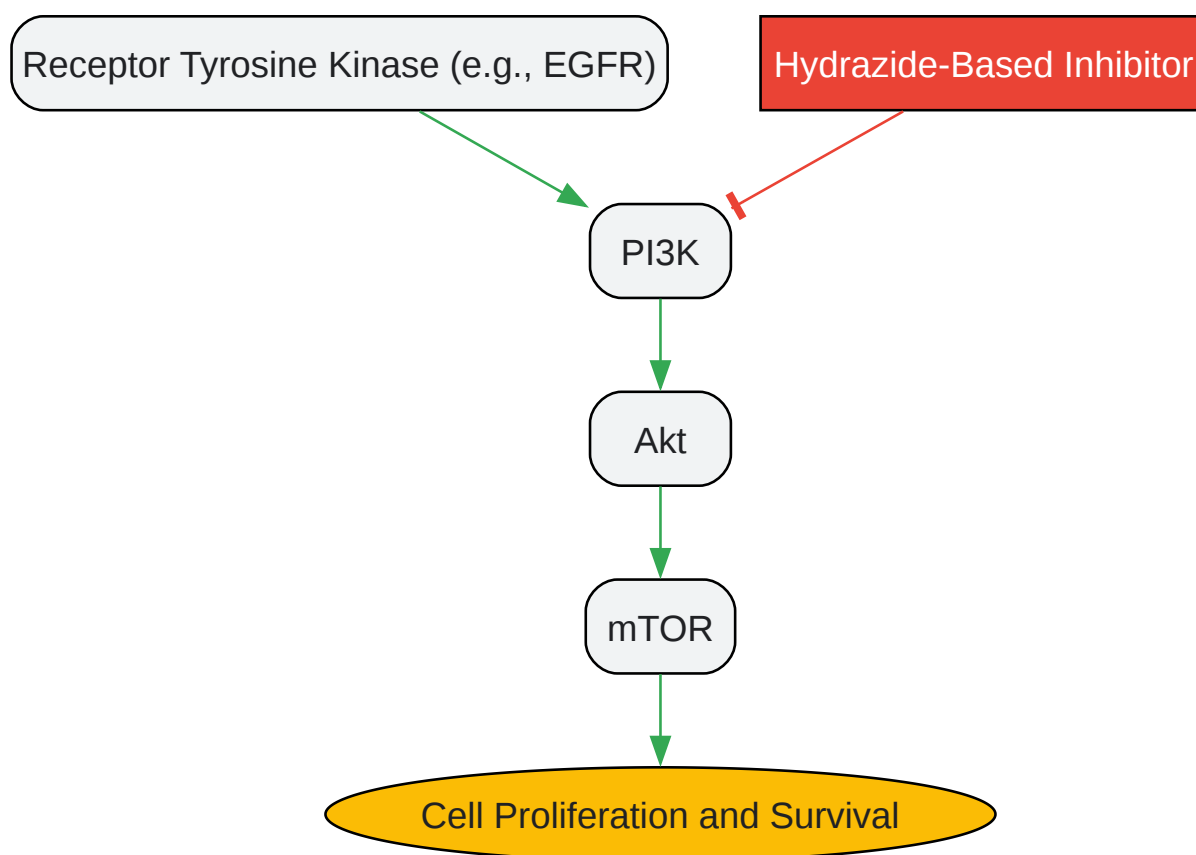 Receptor Tyrosine Kinase (e.g., EGFR)
Hydrazide-Based Inhibitor
PI3K
Akt
mTOR
Cell Proliferation and Survival